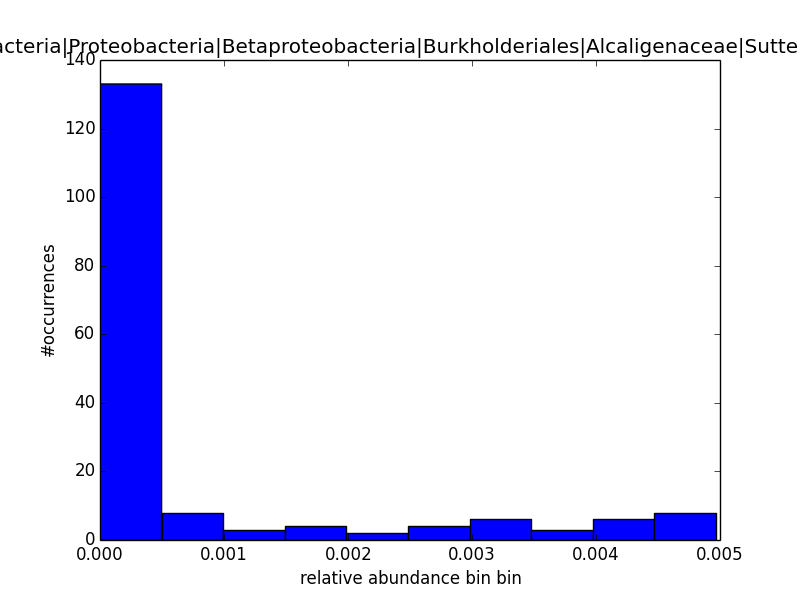 acteria|Proteobacteria|Betaproteobacteria|Burkholderiales|Alcaligenaceae|Sutte
140
120
100
80
60
40
20
0
#occurrences
0.000 0.001 0.002 0.003 0.004 0.005
relative abundance bin bin